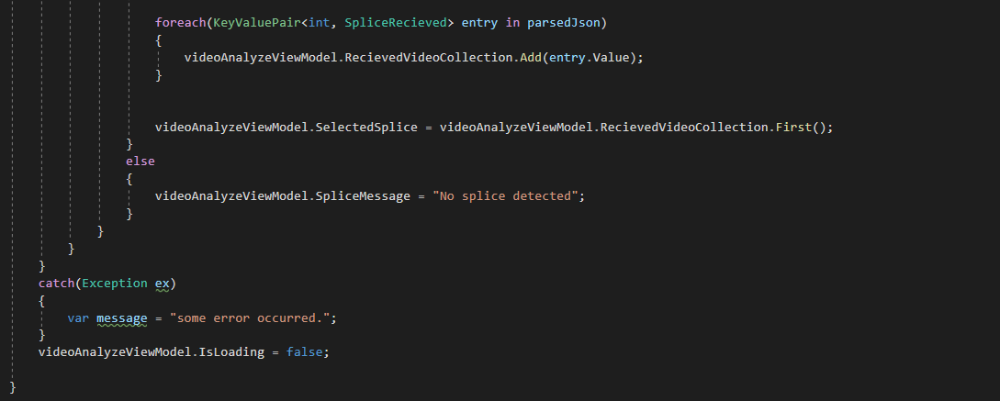 foreach(KeyValuePair<int, SpliceRecieved> entry in parsedJson)
{
videoAnalyzeViewModel.RecievedVideoCollection.Add(entry.Value);
}
videoAnalyzeViewModel.SelectedSplice = videoAnalyzeViewModel.RecievedVideoCollection.First();
}
else
{
videoAnalyzeViewModel.SpliceMessage = "No splice detected";
}
}
}
}
catch(Exception ex)
{
var message = "some error occurred.";
}
videoAnalyzeViewModel.IsLoading = false;
}